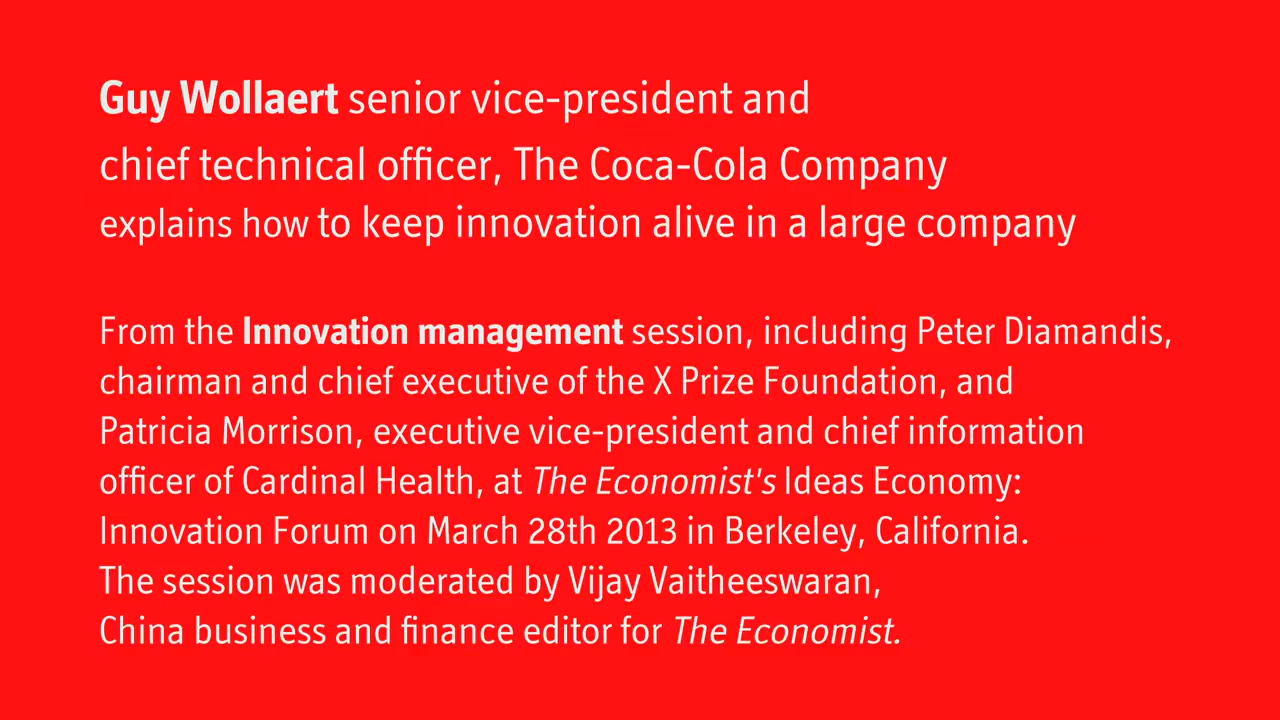 Guy Wollaert senior vice-president and
chief technical officer, The Coca-Cola Company
explains how to keep innovation alive in a large company
From the Innovation management session, including Peter Diamandis,
chairman and chief executive of the X Prize Foundation, and
Patricia Morrison, executive vice-president and chief information
officer of Cardinal Health, at The Economist's Ideas Economy:
Innovation Forum on March 28th 2013 in Berkeley, California.
The session was moderated by Vijay Vaitheeswaran,
China business and finance editor for The Economist.